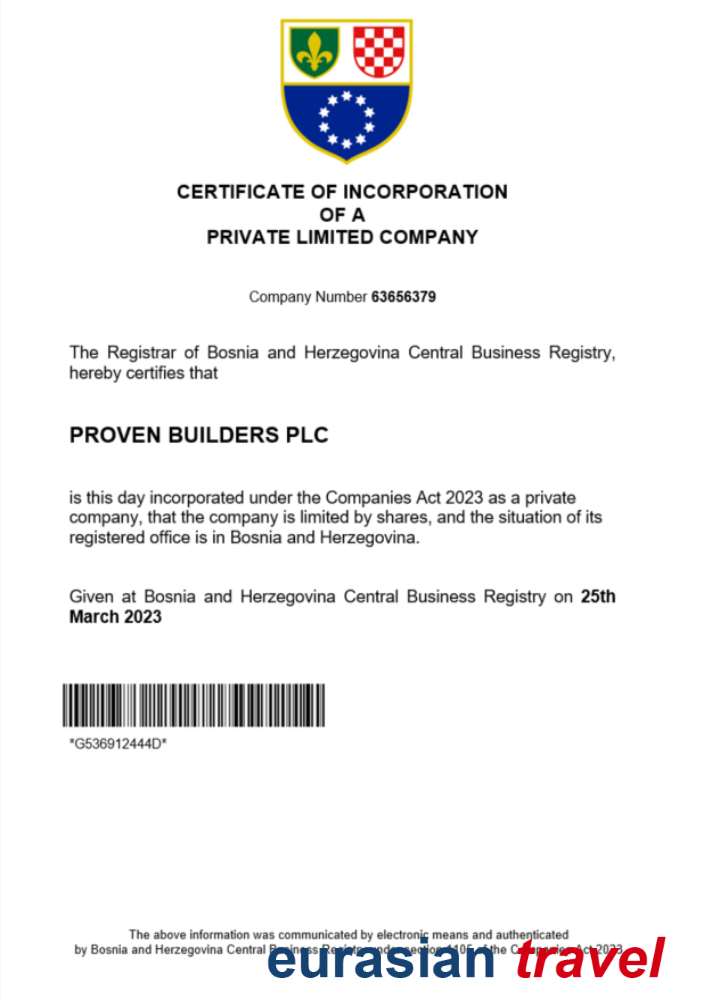 CERTIFICATE OF INCORPORATION
OF A
PRIVATE LIMITED COMPANY
Company Number 63656379
The Registrar of Bosnia and Herzegovina Central Business Registry,
hereby certifies that
PROVEN BUILDERS PLC
is this day incorporated under the Companies Act 2023 as a private
company, that the company is limited by shares, and the situation of its
registered office is in Bosnia and Herzegovina.
Given at Bosnia and Herzegovina Central Business Registry on 25th
March 2023
*G536912444D*
The above information was communicated by electronic means and authenticated
by Bosnia and Herzegovina Central Business Registry under section 1105 of the Companies Act 2023
eurasian travel